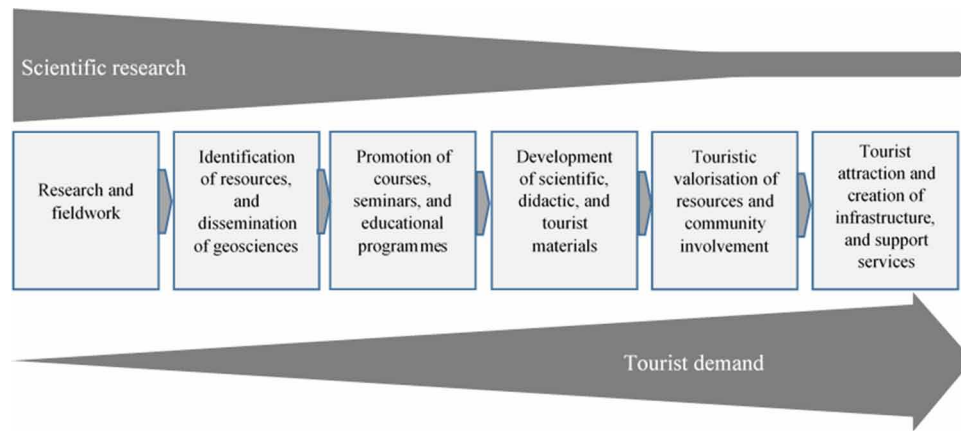 Scientific research
Research and
fieldwork
Identification
of resources,
and
dissemination
of geosciences
Promotion of
courses,
seminars, and
educational
programmes
Development
of scientific,
didactic, and
tourist
materials
Touristic
valorisation of
resources and
community
involvement
Tourist
attraction and
creation of
infrastructure,
and support
services
Tourist demand